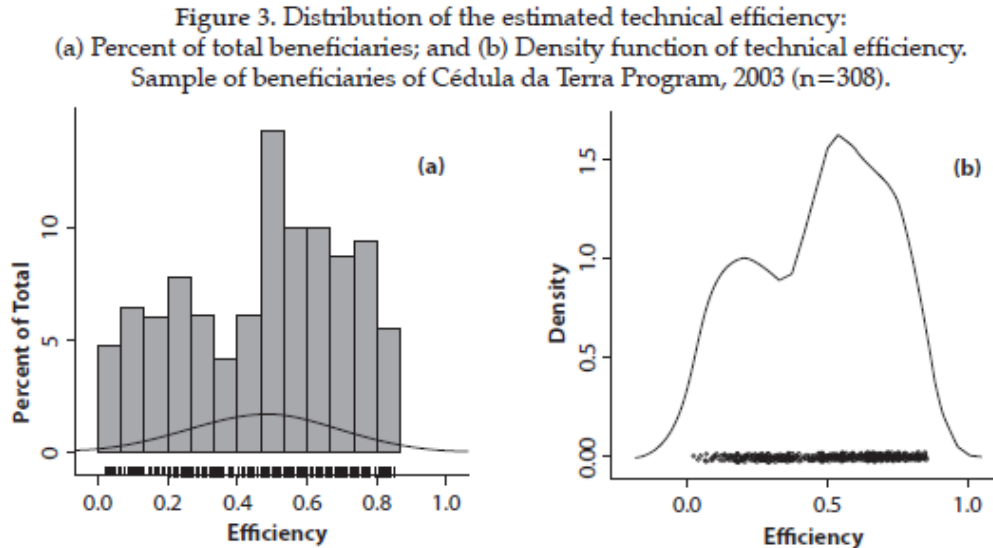 Figure 3. Distribution of the estimated technical efficiency:
(a) Percent of total beneficiaries; and (b) Density function of technical efficiency.
Sample of beneficiaries of Cédula da Terra Program, 2003 (n=308).
(a)
Percent of Total
10
5
0
0.0 0.2 0.4 0.6 0.8 1.0
Efficiency
(b)
Density
1.5
1.0
0.5
0.00
0.0 0.5 1.0
Efficiency